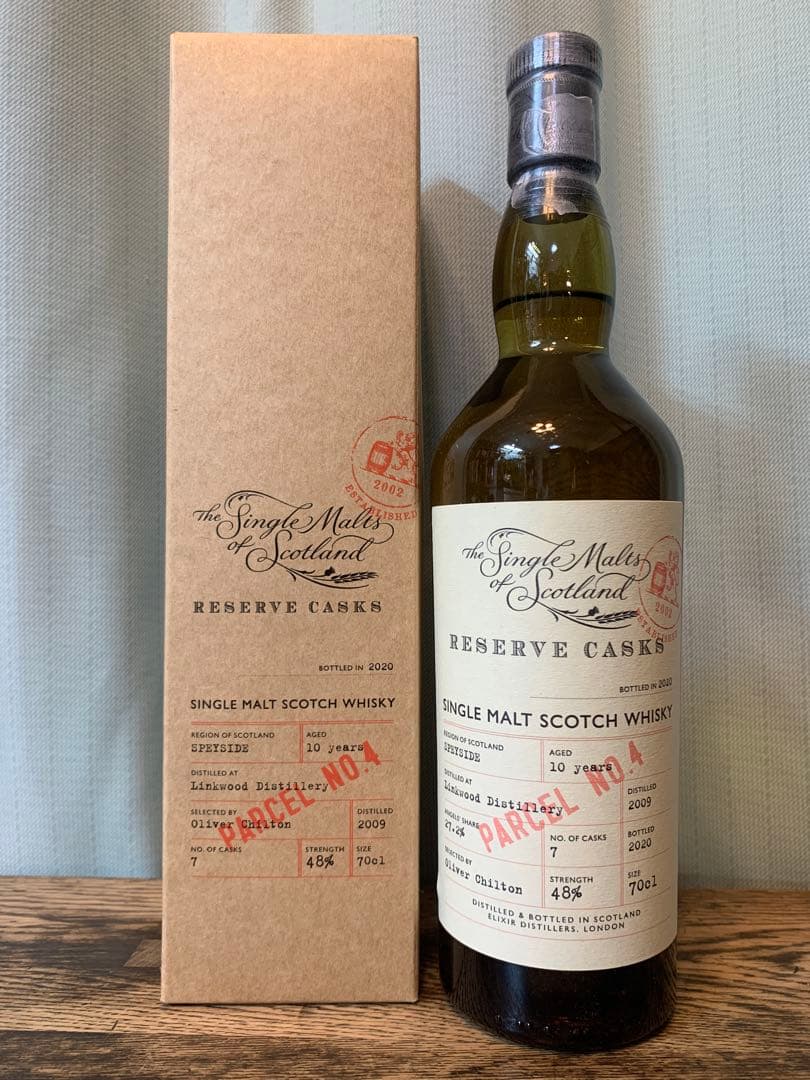 2002
ESTABLISHED
The Single Malts
of Scotland
RESERVE CASKS
BOTTLED IN 2020
SINGLE MALT SCOTCH WHISKY
REGION OF SCOTLAND
SPEYSIDE
AGED
10 years
DISTILLED AT
Linkwood Distillery
PARCEL NO.4
SELECTED BY
Oliver Chilton
DISTILLED
2009
NO. OF CASKS
7
STRENGTH
48%
SIZE
70cl
The Single Malts
of Scotland
2002
ESTABLISHED
RESERVE CASKS
BOTTLED IN 2020
SINGLE MALT SCOTCH WHISKY
REGION OF SCOTLAND
SPEYSIDE
AGED
10 years
DISTILLED AT
Linkwood Distillery
DISTILLED
2009
PARCEL NO.4
ANGELS' SHARE
27.2%
NO. OF CASKS
7
BOTTLED
2020
SELECTED BY
Oliver Chilton
STRENGTH
48%
SIZE
70cl
DISTILLED & BOTTLED IN SCOTLAND
ELIXIR DISTILLERS. LONDON